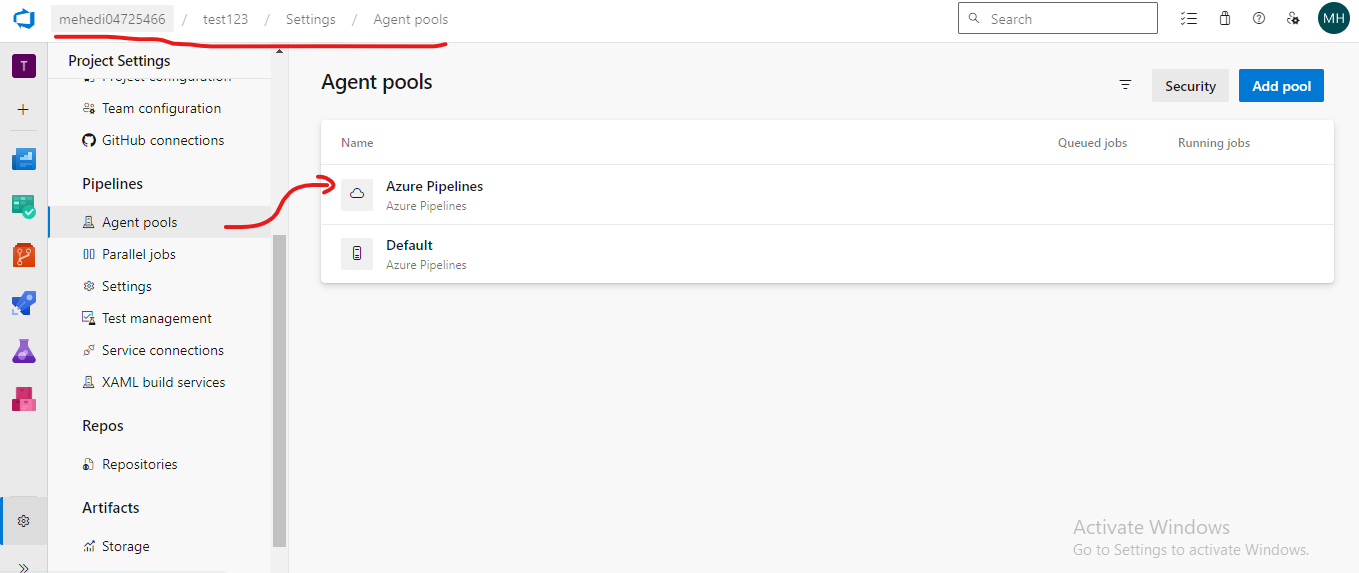 mehedi04725466 / test123 / Settings / Agent pools
Search
MH
T
Project Settings
Project configuration
Team configuration
GitHub connections
Pipelines
Agent pools
Parallel jobs
Settings
Test management
Service connections
XAML build services
Repos
Repositories
Artifacts
Storage
Agent pools
Security
Add pool
Name Queued jobs Running jobs
Azure Pipelines
Azure Pipelines
Default
Azure Pipelines
Activate Windows
Go to Settings to activate Windows.